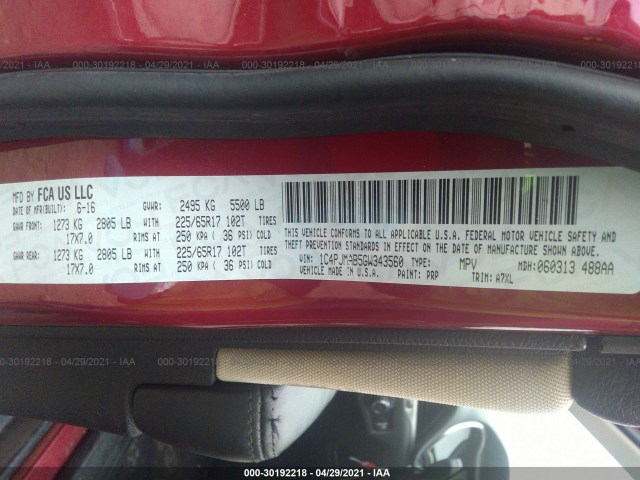 000-30192218 - 04/29/2021 - IAA
000-30192218 - 04/29/2021 - IAA
000-30192218 - 04/29/2021 - IAA
MFD BY FCA US LLC
DATE OF MFR(BUILT): 6-16 GVWR: 2495 KG 5500 LB
GAWR FRONT: 1273 KG 2805 LB WITH 225/65R17 102T TIRES
17X7.0 RIMS AT 250 KPA ( 36 PSI) COLD
GAWR REAR: 1273 KG 2805 LB WITH 225/65R17 102T TIRES
17X7.0 RIMS AT 250 KPA ( 36 PSI) COLD
THIS VEHICLE CONFORMS TO ALL APPLICABLE U.S.A. FEDERAL MOTOR VEHICLE SAFETY AND
THEFT PREVENTION STANDARDS IN EFFECT ON THE DATE OF MANUFACTURE SHOWN ABOVE.
VIN: 1C4PJMAB5GW343560 TYPE: MPV MDH: 060313 488AA
VEHICLE MADE IN U.S.A. PAINT: PRP TRIM: A7XL
000-30192218 - 04/29/2021 - IAA
000-30192218 - 04/29/2021 - IAA
000-30192218 - 04/29/2021 - IAA
000-30192218 - 04/29/2021 - IAA